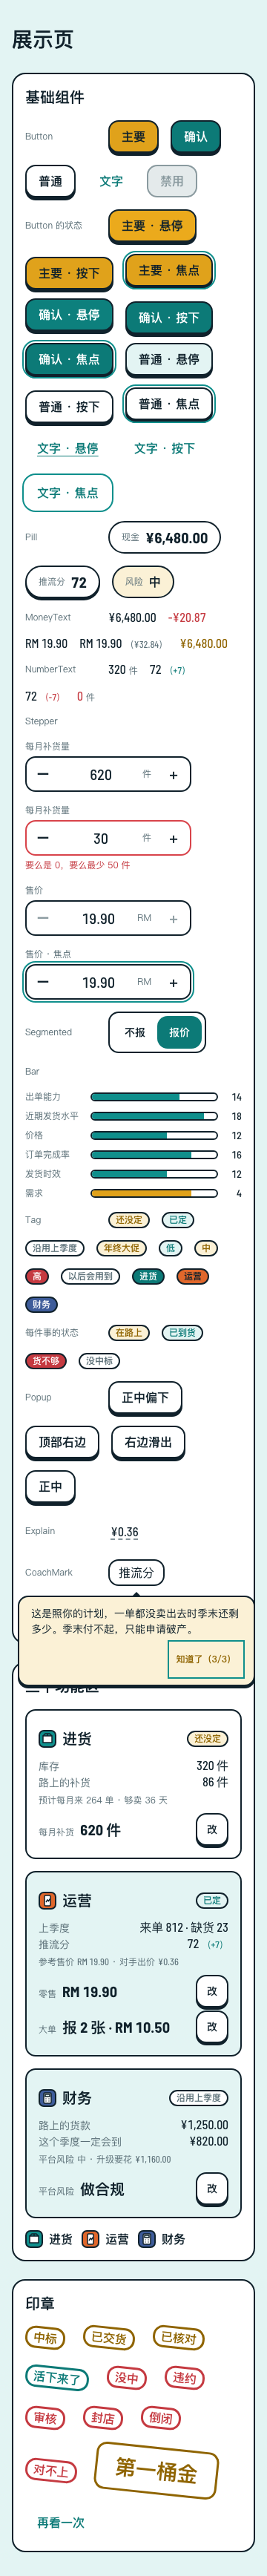 展示页
基础组件
Button 主要 确认
普通 文字 禁用
Button 的状态 主要 · 悬停
主要 · 按下 主要 · 焦点
确认 · 悬停 确认 · 按下
确认 · 焦点 普通 · 悬停
普通 · 按下 普通 · 焦点
文字 · 悬停 文字 · 按下
文字 · 焦点
Pill 现金 ¥6,480.00
推流分 72 风险 中
MoneyText ¥6,480.00 -¥20.87
RM 19.90 RM 19.90 (¥32.84) ¥6,480.00
NumberText 320 件 72 (+7)
72 (-7) 0 件
Stepper
每月补货量
− 620 件 +
每月补货量
− 30 件 +
要么是 0，要么最少 50 件
售价
− 19.90 RM +
售价 · 焦点
− 19.90 RM +
Segmented 不报 报价
Bar
出单能力 14
近期发货水平 18
价格 12
订单完成率 16
发货时效 12
需求 4
Tag 还没定 已定
沿用上季度 年终大促 低 中
高 以后会用到 进货 运营
财务
每件事的状态 在路上 已到货
货不够 没中标
Popup 正中偏下
顶部右边 右边滑出
正中
Explain ¥0.36
CoachMark 推流分
这是照你的计划，一单都没卖出去时季末还剩
多少。季末付不起，只能申请破产。
知道了（3/3）
进货 还没定
库存 320 件
路上的补货 86 件
预计每月来 264 单 · 够卖 36 天
每月补货 620 件 改
运营 已定
上季度 来单 812 · 缺货 23
推流分 72 (+7)
参考售价 RM 19.90 · 对手出价 ¥0.36
零售 RM 19.90 改
大单 报 2 张 · RM 10.50 改
财务 沿用上季度
路上的货款 ¥1,250.00
这个季度一定会到 ¥820.00
平台风险 中 · 升级要花 ¥1,160.00
平台风险 做合规 改
进货 运营 财务
印章
中标 已交货 已核对
活下来了 没中 违约
审核 封店 倒闭
对不上 第一桶金
再看一次